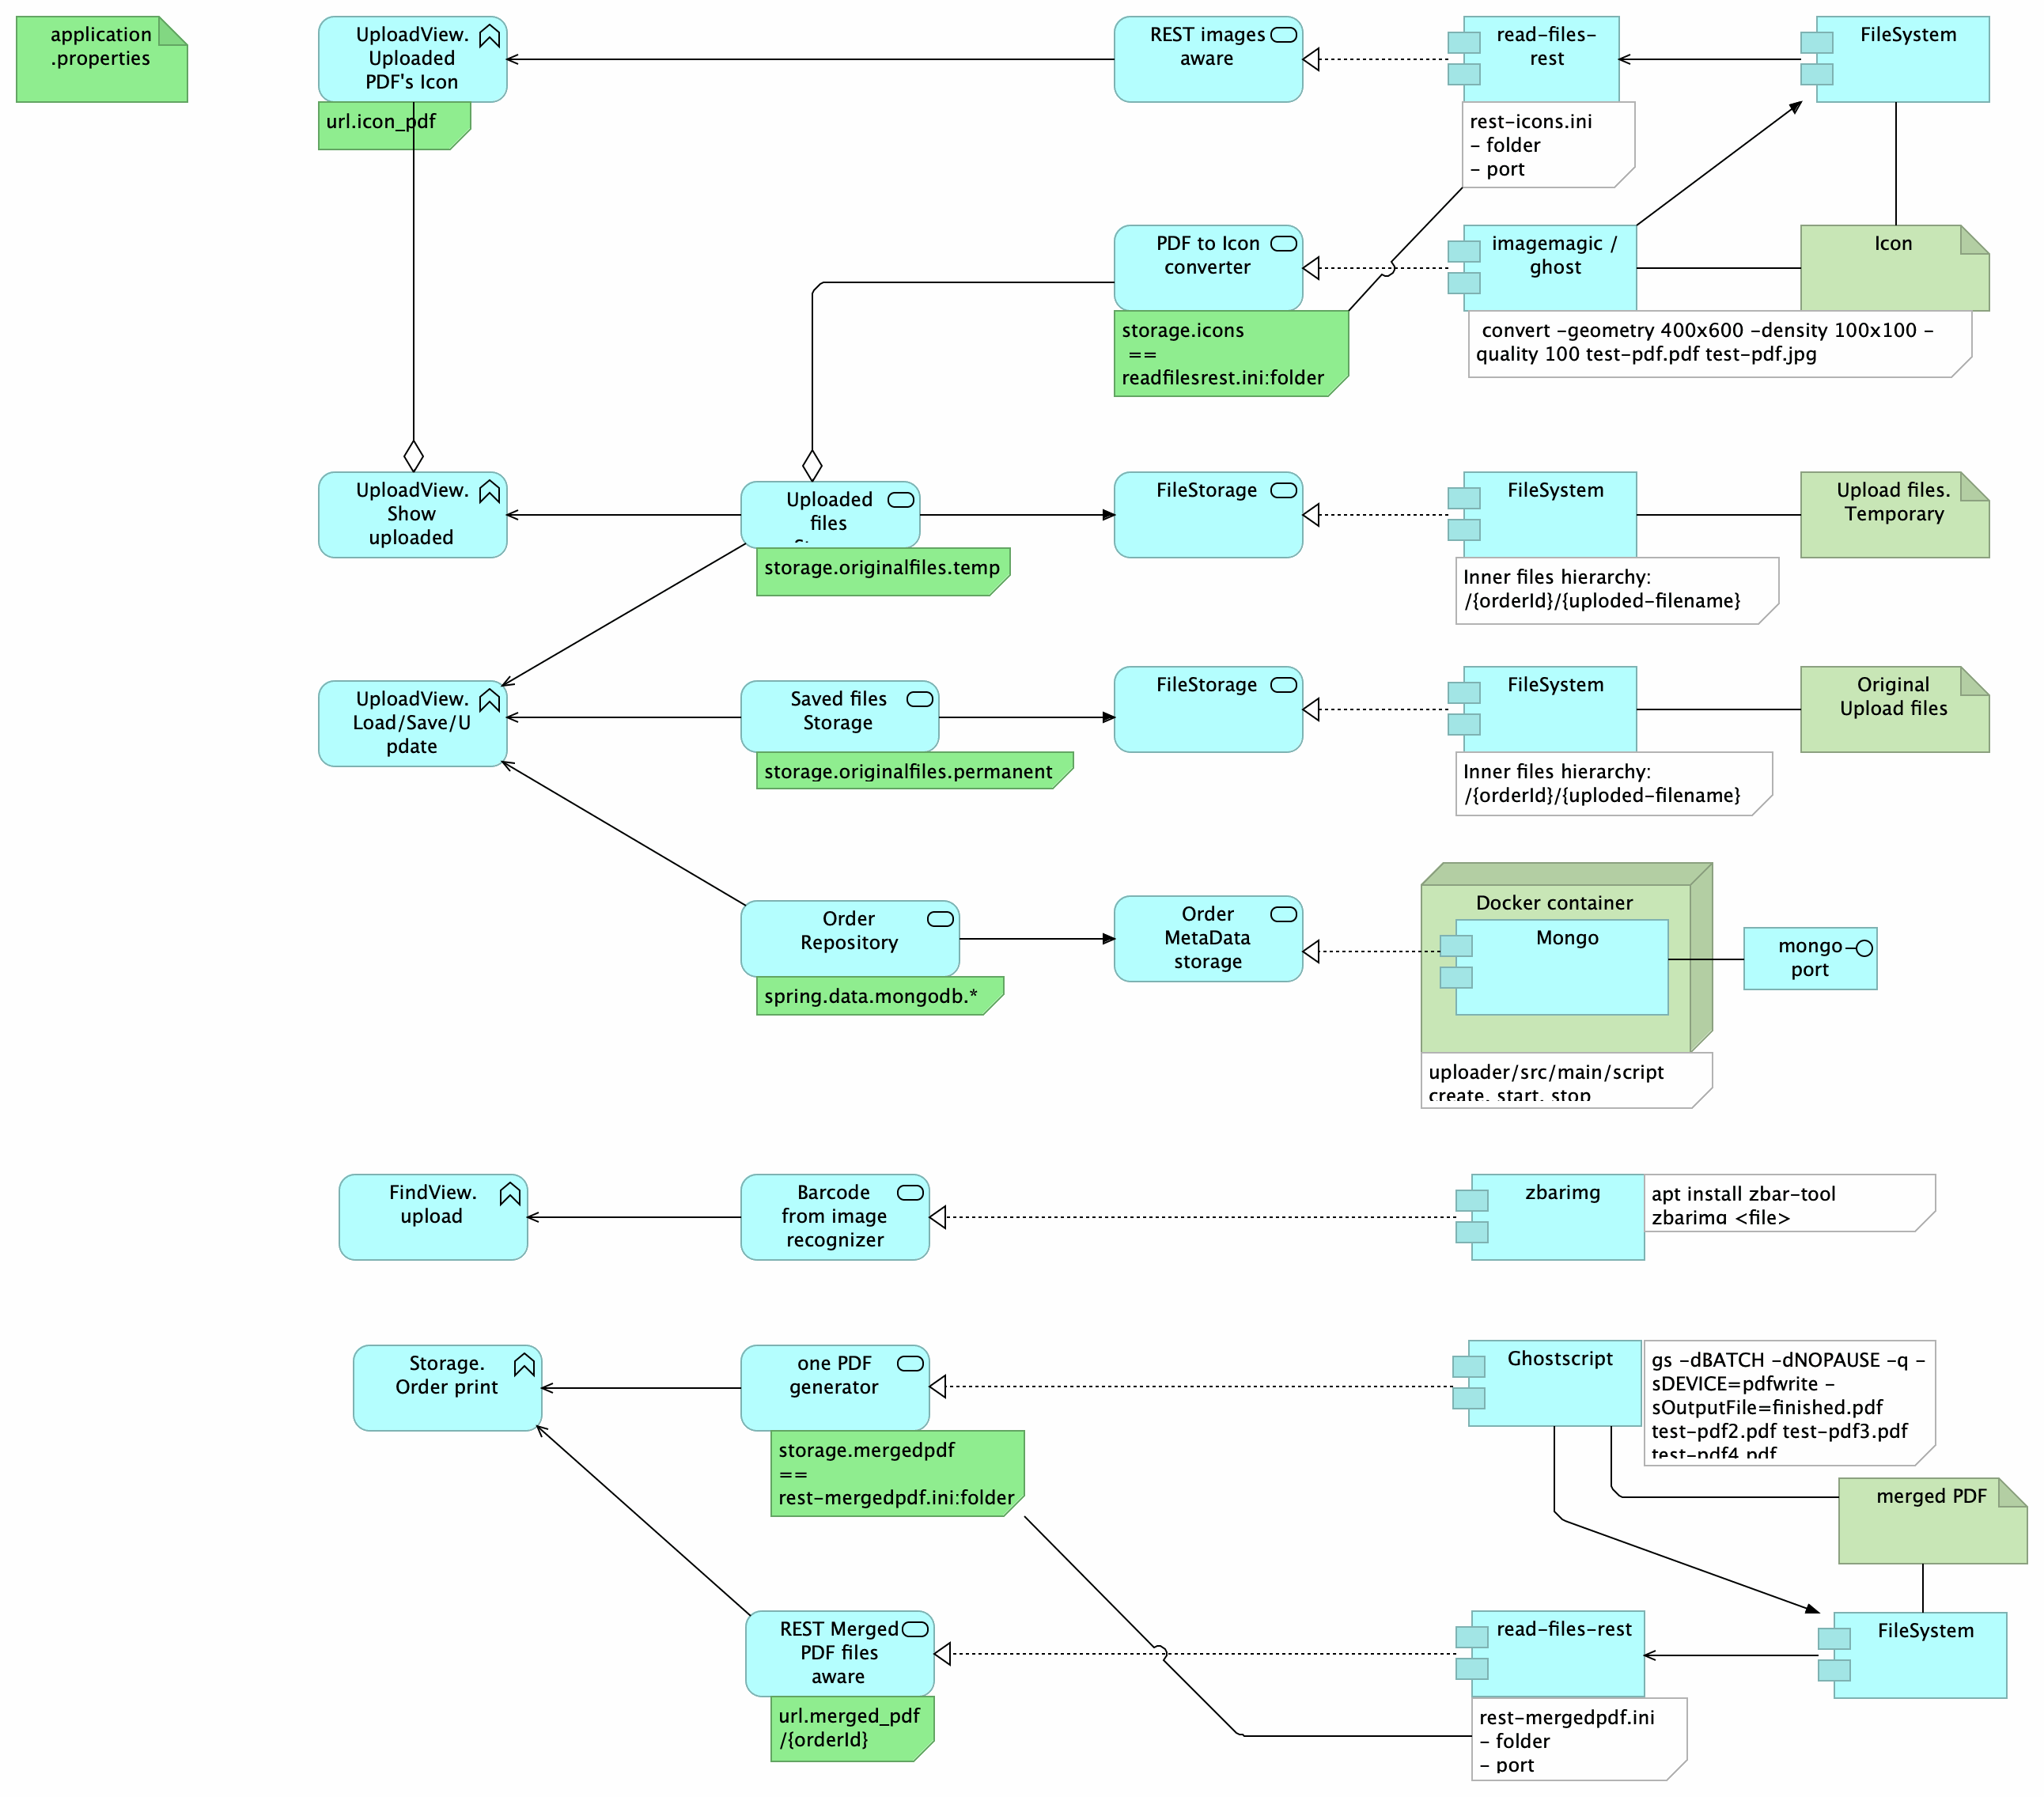 application
.properties
UploadView.
Uploaded
PDF's Icon
url.icon_pdf
REST images
aware
read-files-
rest
rest-icons.ini
- folder
- port
FileSystem
PDF to Icon
converter
storage.icons
==
readfilesrest.ini:folder
imagemagic /
ghost
convert -geometry 400x600 -density 100x100 -
quality 100 test-pdf.pdf test-pdf.jpg
Icon
UploadView.
Show
uploaded
Uploaded
files
storage.originalfiles.temp
FileStorage
FileSystem
Inner files hierarchy:
/{orderId}/{uploded-filename}
Upload files.
Temporary
UploadView.
Load/Save/U
pdate
Saved files
Storage
storage.originalfiles.permanent
FileStorage
FileSystem
Inner files hierarchy:
/{orderId}/{uploded-filename}
Original
Upload files
Order
Repository
spring.data.mongodb.*
Order
MetaData
storage
Docker container
Mongo
uploader/src/main/script
create, start, stop
mongo
port
FindView.
upload
Barcode
from image
recognizer
zbarimg
apt install zbar-tool
zbarimg <file>
Storage.
Order print
one PDF
generator
storage.mergedpdf
==
rest-mergedpdf.ini:folder
Ghostscript
gs -dBATCH -dNOPAUSE -q -
sDEVICE=pdfwrite -
sOutputFile=finished.pdf
test-pdf2.pdf test-pdf3.pdf
test-pdf4.pdf
merged PDF
REST Merged
PDF files
aware
url.merged_pdf
/{orderId}
read-files-rest
rest-mergedpdf.ini
- folder
- port
FileSystem